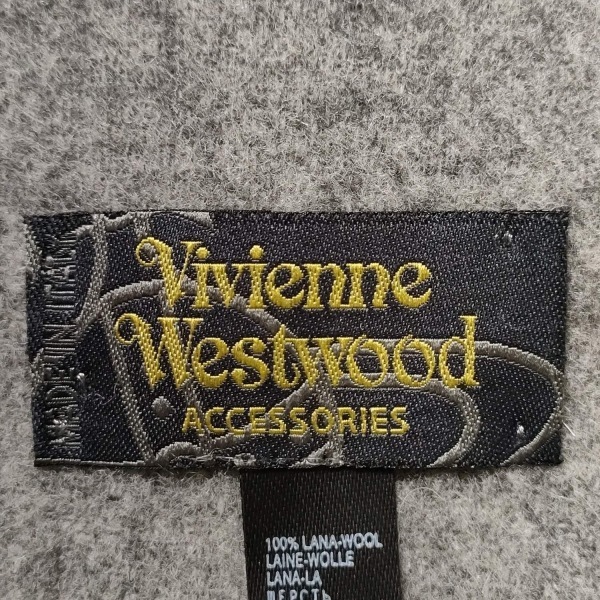 MADE IN ITALY
Vivienne
Westwood
ACCESSORIES
100% LANA-WOOL
LAINE-WOLLE
LANA-LA
ШЕРСТЬ